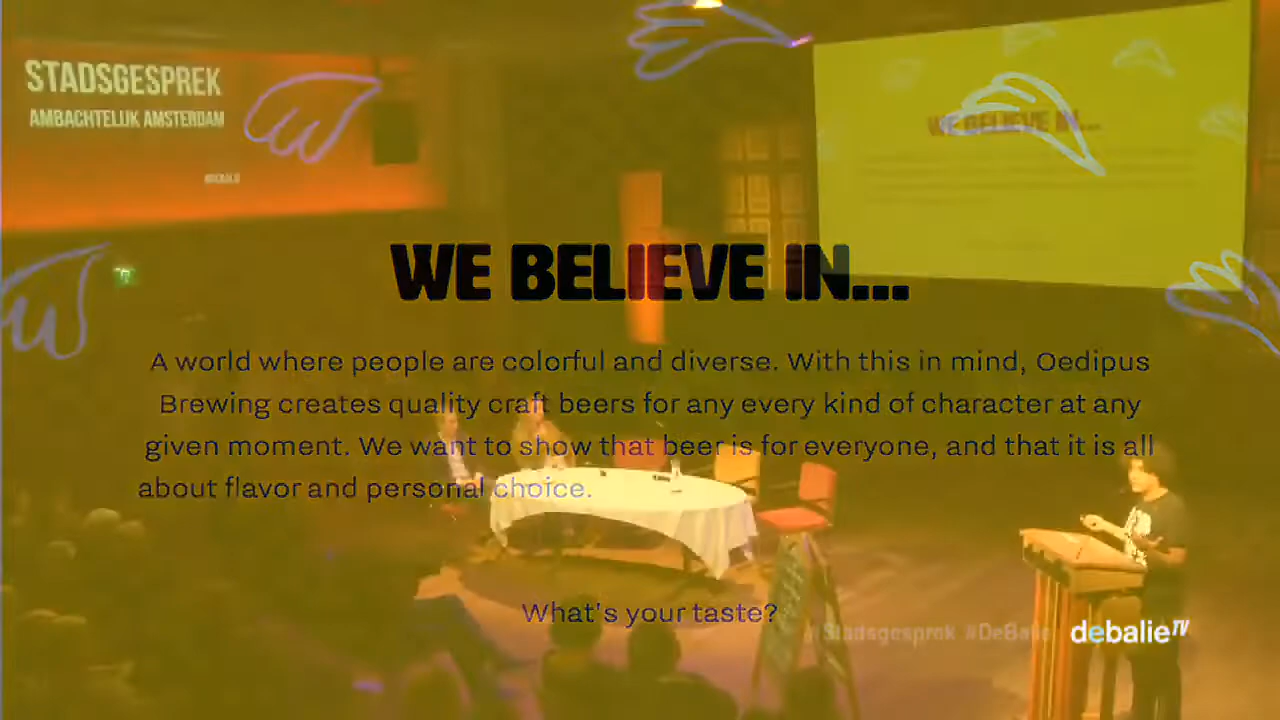 STADSGESPREK
AMBACHTELIJK AMSTERDAM
WE BELIEVE IN...
WE BELIEVE IN...
A world where people are colorful and diverse. With this in mind, Oedipus
Brewing creates quality craft beers for any every kind of character at any
given moment. We want to show that beer is for everyone, and that it is all
about flavor and personal choice.
What's your taste?
#Stadsgesprek #DeBalie
debalieTV